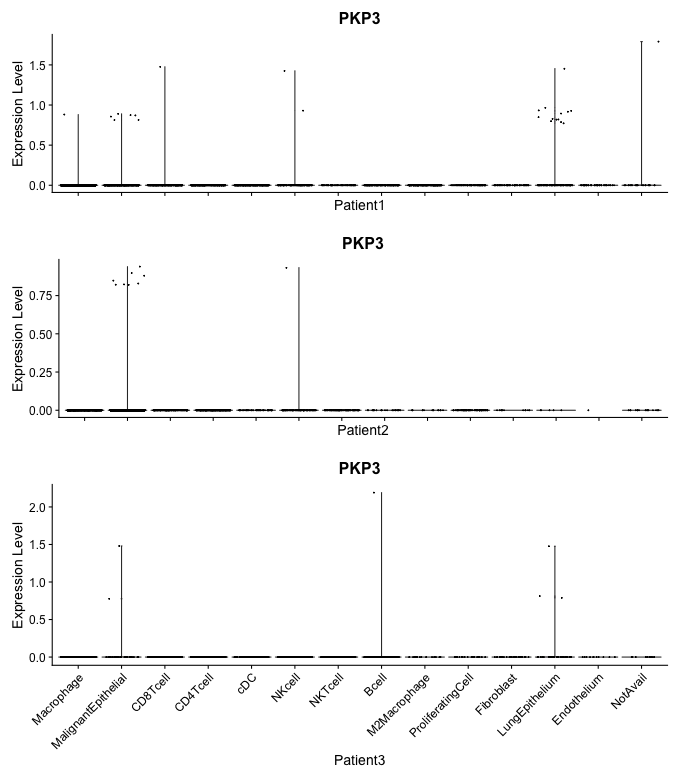 PKP3
Expression Level
1.5
1.0
0.5
0.0
Patient1
PKP3
Expression Level
0.75
0.50
0.25
0.00
Patient2
PKP3
Expression Level
2.0
1.5
1.0
0.5
0.0
Macrophage
MalignantEpithelial
CD8Tcell
CD4Tcell
cDC
NKcell
NKTcell
Bcell
M2Macrophage
ProliferatingCell
Fibroblast
LungEpithelium
Endothelium
NotAvail
Patient3